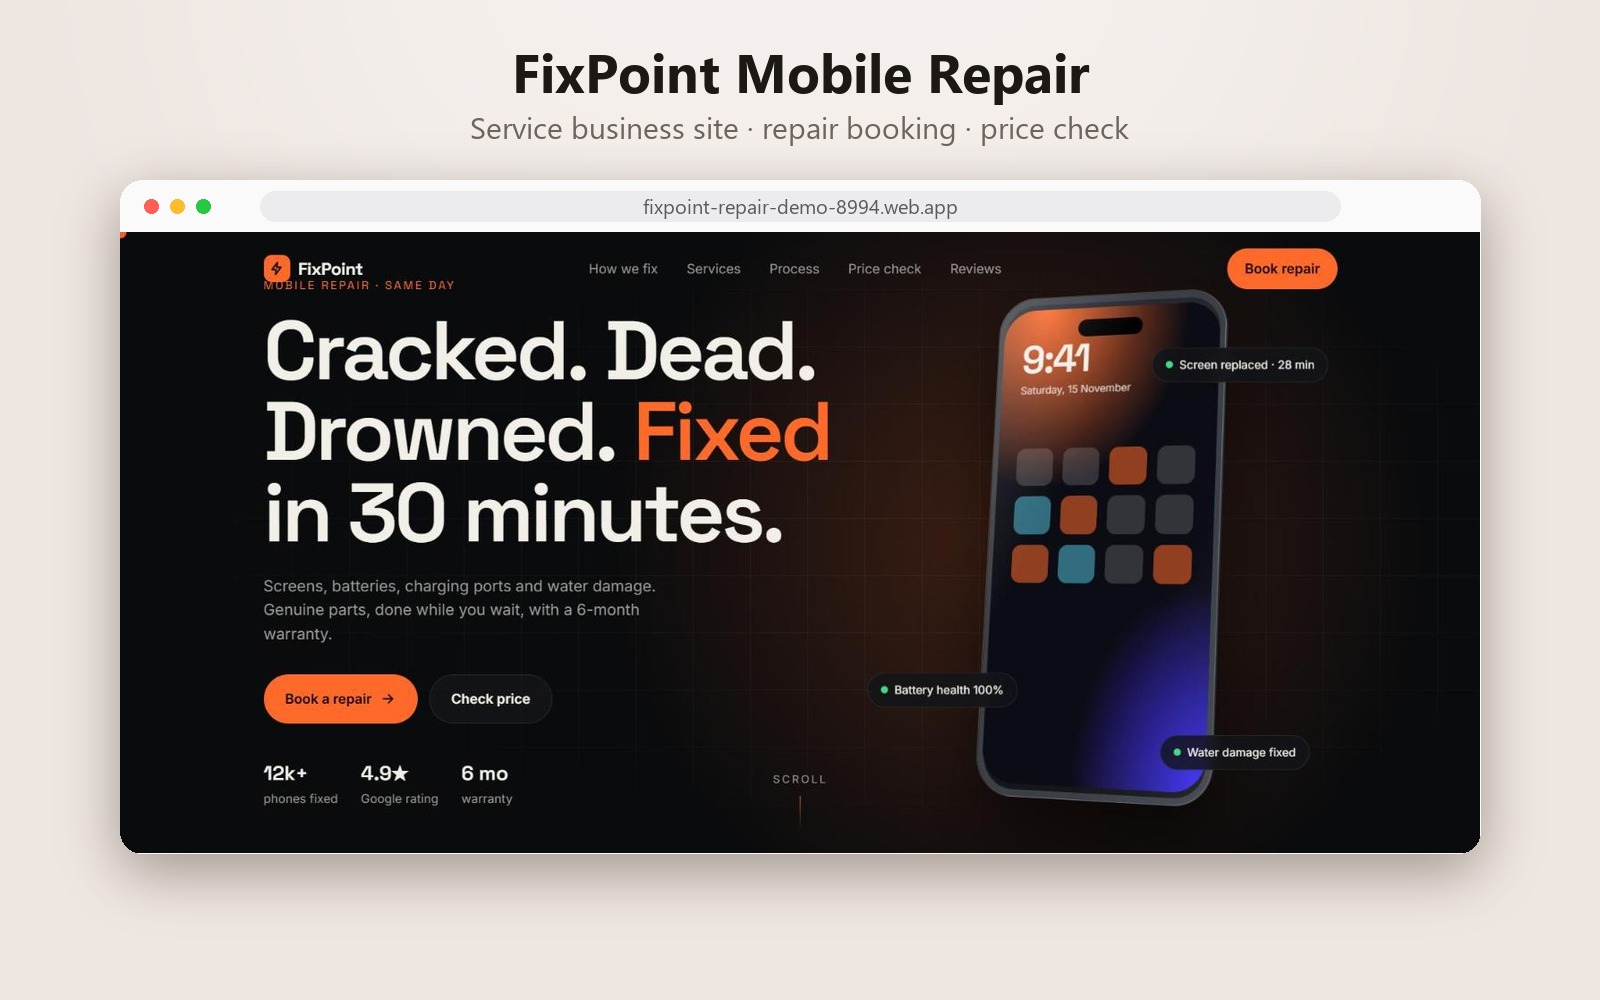 FixPoint Mobile Repair
Service business site · repair booking · price check
fixpoint-repair-demo-8994.web.app
FixPoint
How we fix
Services
Process
Price check
Reviews
Book repair
MOBILE REPAIR · SAME DAY
Cracked. Dead.
Drowned. Fixed
in 30 minutes.
Screens, batteries, charging ports and water damage.
Genuine parts, done while you wait, with a 6-month
warranty.
Book a repair →
Check price
12k+
phones fixed
4.9★
Google rating
6 mo
warranty
SCROLL
9:41
Saturday, 15 November
Screen replaced · 28 min
Battery health 100%
Water damage fixed